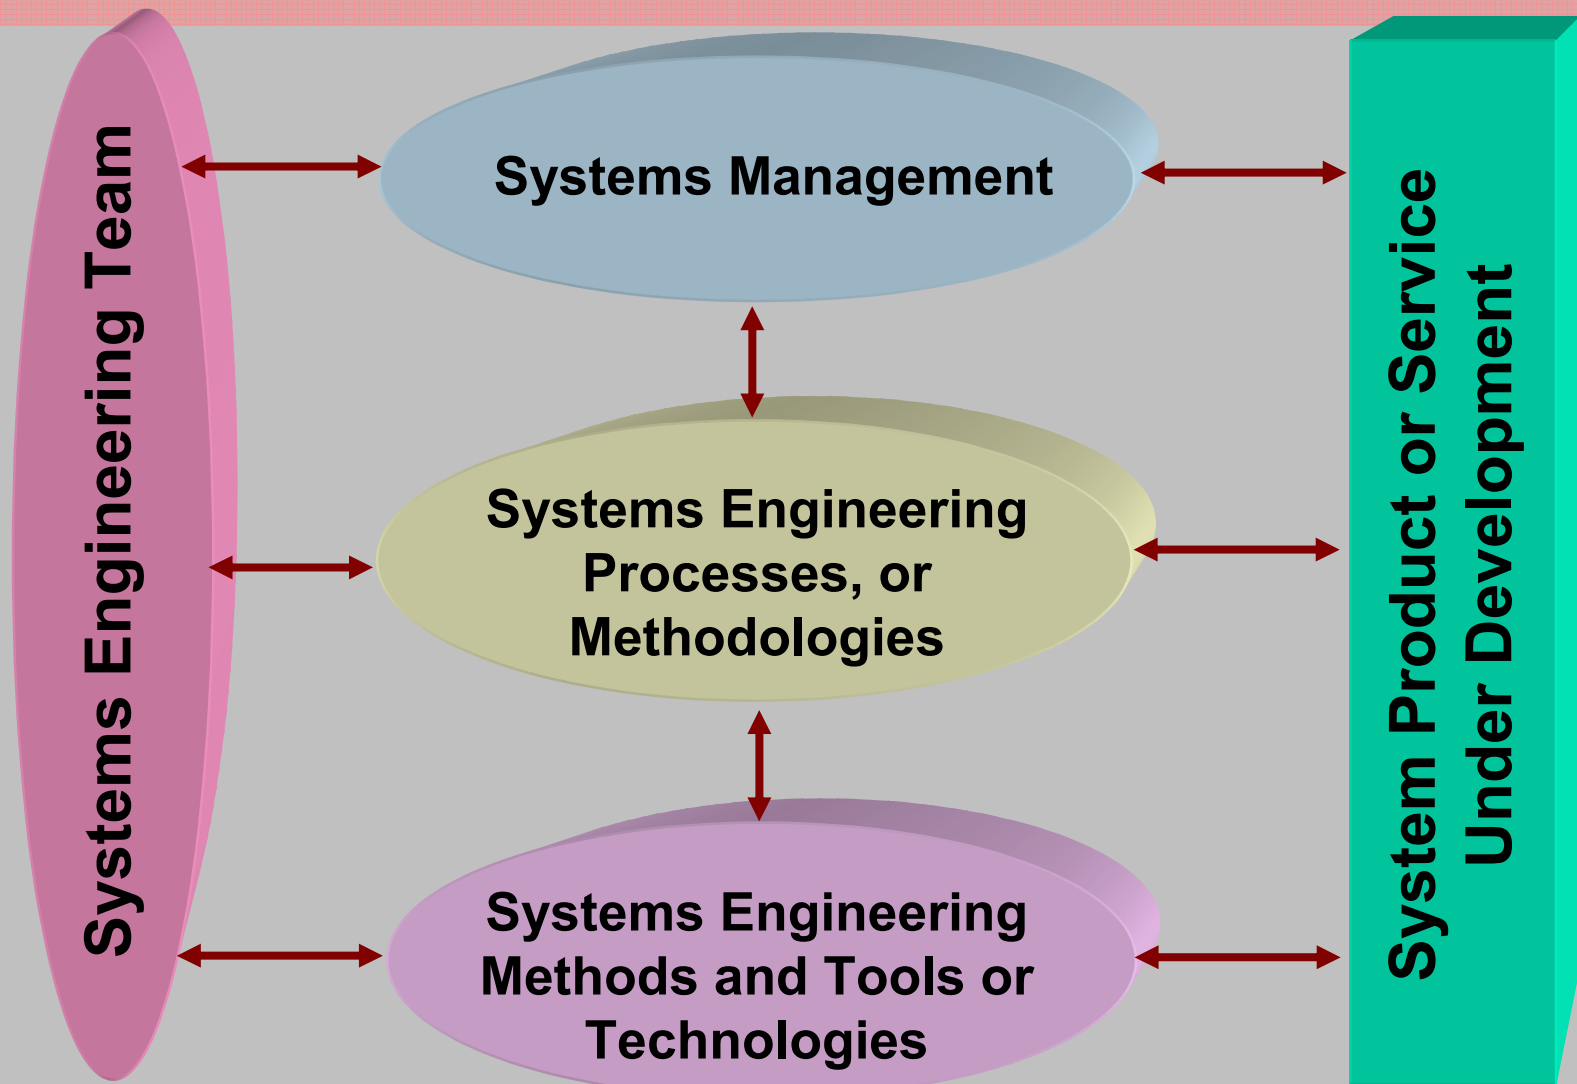 Systems Engineering Team
Systems Management
Systems Engineering
Processes, or
Methodologies
Systems Engineering
Methods and Tools or
Technologies
System Product or Service
Under Development